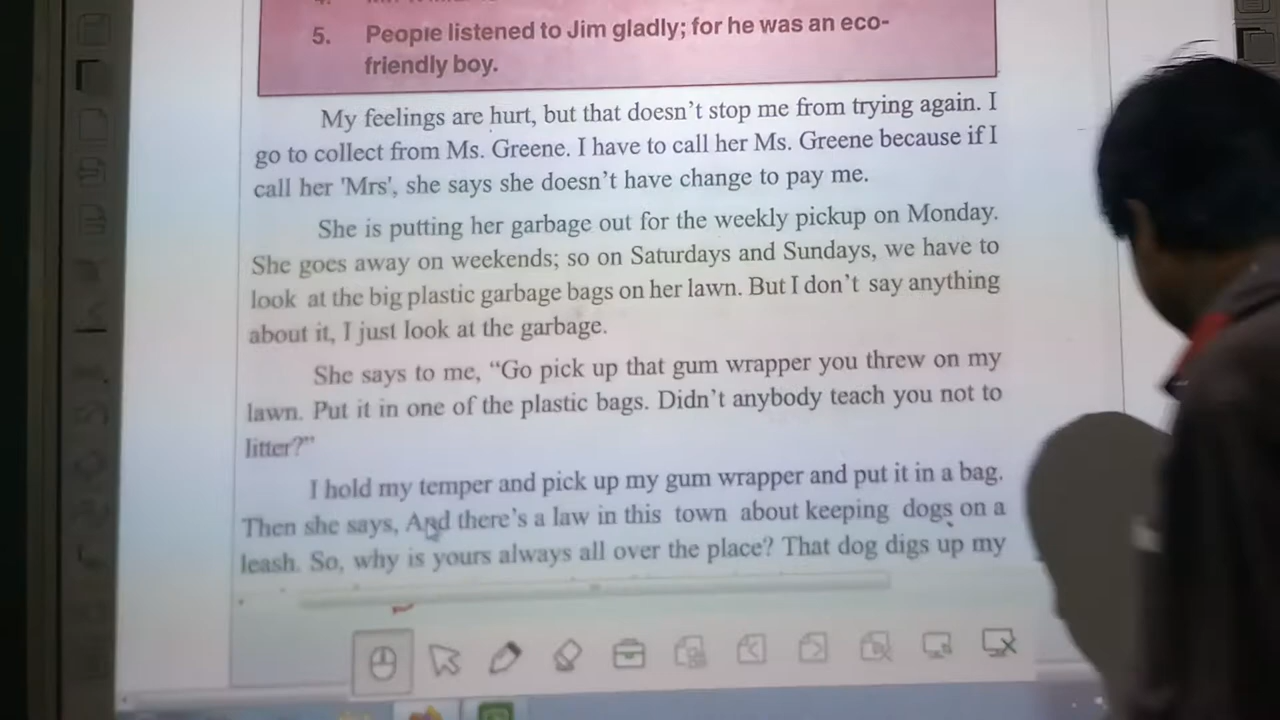 5. People listened to Jim gladly; for he was an eco-
friendly boy.
My feelings are hurt, but that doesn't stop me from trying again. I
go to collect from Ms. Greene. I have to call her Ms. Greene because if I
call her 'Mrs', she says she doesn't have change to pay me.
She is putting her garbage out for the weekly pickup on Monday.
She goes away on weekends; so on Saturdays and Sundays, we have to
look at the big plastic garbage bags on her lawn. But I don't say anything
about it, I just look at the garbage.
She says to me, “Go pick up that gum wrapper you threw on my
lawn. Put it in one of the plastic bags. Didn't anybody teach you not to
litter?”
I hold my temper and pick up my gum wrapper and put it in a bag.
Then she says, And there's a law in this town about keeping dogs on a
leash. So, why is yours always all over the place? That dog digs up my